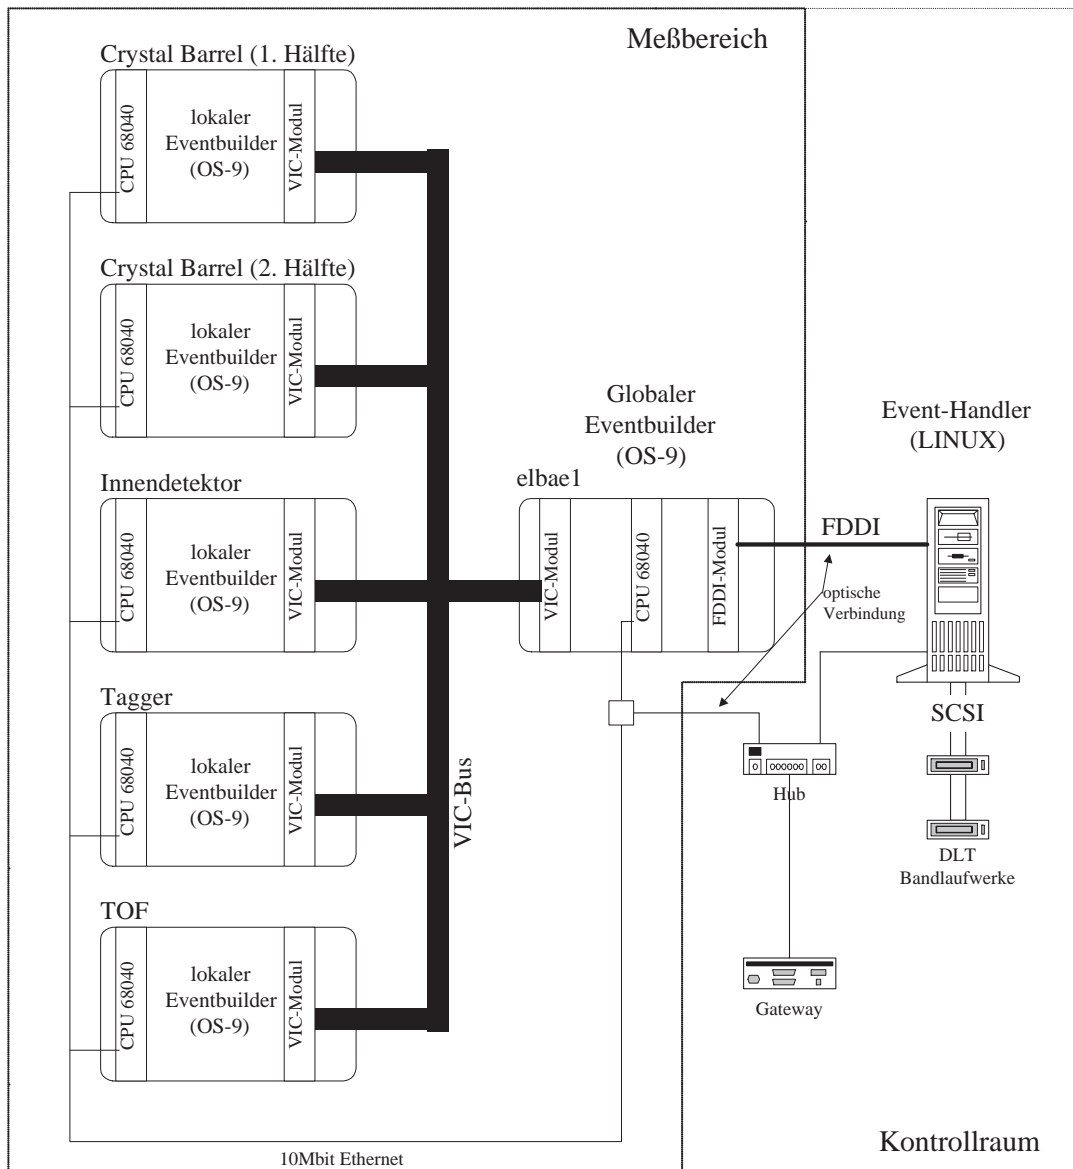 Meßbereich
Crystal Barrel (1. Hälfte)
CPU 68040
lokaler
Eventbuilder
(OS-9)
VIC-Modul
Crystal Barrel (2. Hälfte)
CPU 68040
lokaler
Eventbuilder
(OS-9)
VIC-Modul
Globaler
Eventbuilder
(OS-9)
Event-Handler
(LINUX)
Innendetektor
CPU 68040
lokaler
Eventbuilder
(OS-9)
VIC-Modul
elbae1
VIC-Modul
CPU 68040
FDDI-Modul
FDDI
optische
Verbindung
Tagger
CPU 68040
lokaler
Eventbuilder
(OS-9)
VIC-Modul
VIC-Bus
SCSI
Hub
DLT
Bandlaufwerke
TOF
CPU 68040
lokaler
Eventbuilder
(OS-9)
VIC-Modul
Gateway
Kontrollraum
10Mbit Ethernet